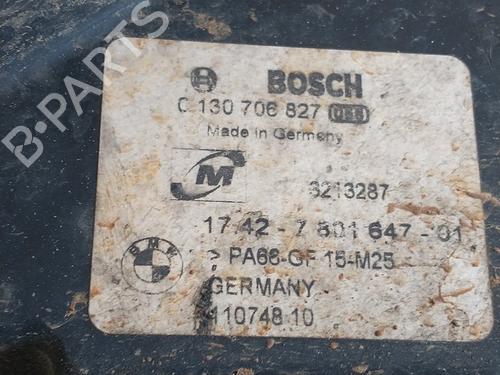 B-PARTS
BOSCH
0 130 706 827
Made in Germany
M
3213287
17 42 - 7 801 647 - 01
BMW
> PA66-GF 15-M25
GERMANY
110748 10